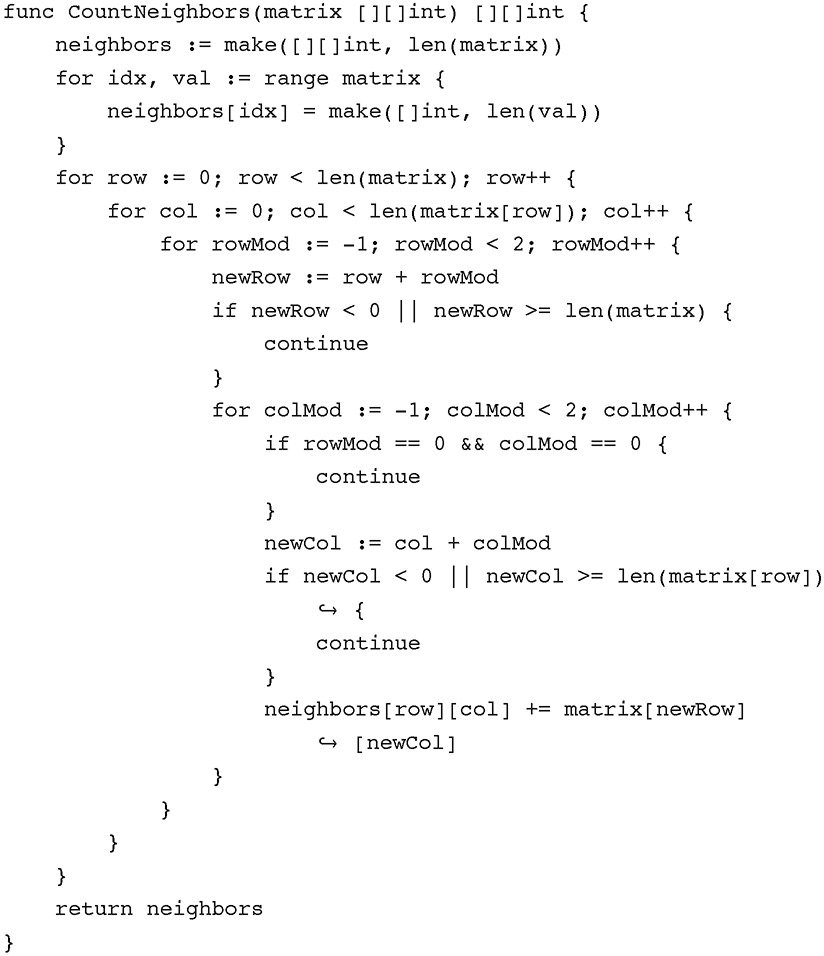 func CountNeighbors(matrix [][]int) [][]int {
    neighbors := make([][]int, len(matrix))
    for idx, val := range matrix {
        neighbors[idx] = make([]int, len(val))
    }
    for row := 0; row < len(matrix); row++ {
        for col := 0; col < len(matrix[row]); col++ {
            for rowMod := -1; rowMod < 2; rowMod++ {
                newRow := row + rowMod
                if newRow < 0 || newRow >= len(matrix) {
                    continue
                }
                for colMod := -1; colMod < 2; colMod++ {
                    if rowMod == 0 && colMod == 0 {
                        continue
                    }
                    newCol := col + colMod
                    if newCol < 0 || newCol >= len(matrix[row])
                        ↪ {
                        continue
                    }
                    neighbors[row][col] += matrix[newRow]
                        ↪ [newCol]
                }
            }
        }
    }
    return neighbors
}